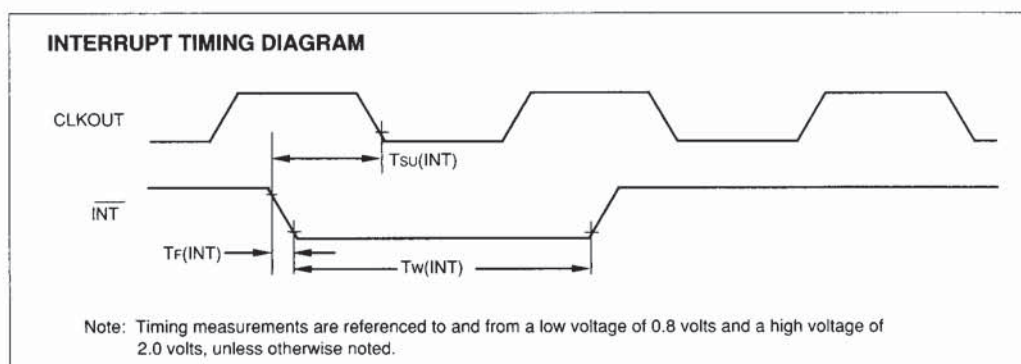 INTERRUPT TIMING DIAGRAM
CLKOUT
TSU(INT)
INT
TF(INT)
TW(INT)
Note: Timing measurements are referenced to and from a low voltage of 0.8 volts and a high voltage of
2.0 volts, unless otherwise noted.